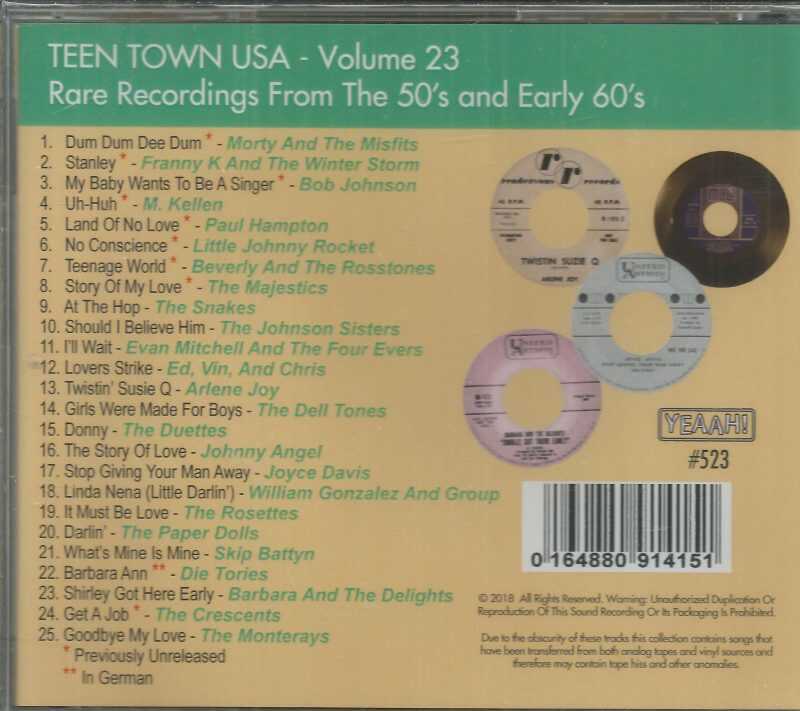 TEEN TOWN USA - Volume 23
Rare Recordings From The 50's and Early 60's
1. Dum Dum Dee Dum * - Morty And The Misfits
2. Stanley * - Franny K And The Winter Storm
3. My Baby Wants To Be A Singer * - Bob Johnson
4. Uh-Huh * - M. Kellen
5. Land Of No Love * - Paul Hampton
6. No Conscience * - Little Johnny Rocket
7. Teenage World * - Beverly And The Rosstones
8. Story Of My Love * - The Majestics
9. At The Hop - The Snakes
10. Should I Believe Him - The Johnson Sisters
11. I'll Wait - Evan Mitchell And The Four Evers
12. Lovers Strike - Ed, Vin, And Chris
13. Twistin' Susie Q - Arlene Joy
14. Girls Were Made For Boys - The Dell Tones
15. Donny - The Duettes
16. The Story Of Love - Johnny Angel
17. Stop Giving Your Man Away - Joyce Davis
18. Linda Nena (Little Darlin') - William Gonzalez And Group
19. It Must Be Love - The Rosettes
20. Darlin' - The Paper Dolls
21. What's Mine Is Mine - Skip Battyn
22. Barbara Ann ** - Die Tories
23. Shirley Got Here Early - Barbara And The Delights
24. Get A Job * - The Crescents
25. Goodbye My Love - The Monterays
* Previously Unreleased
** In German
r r
rendezvous records
45 R.P.M. 45 R.P.M.
TWISTIN SUZIE Q
ARLENE JOY
UNITED ARTISTS
UNITED ARTISTS
BARBARA AND THE DELIGHTS
YEAAH!
#523
0 164880 914151
© 2018 All Rights Reserved. Warning: Unauthorized Duplication Or
Reproduction Of This Sound Recording Or Its Packaging Is Prohibited.
Due to the obscurity of these tracks this collection contains songs that
have been transferred from both analog tapes and vinyl sources and
therefore may contain tape hiss and other anomalies.